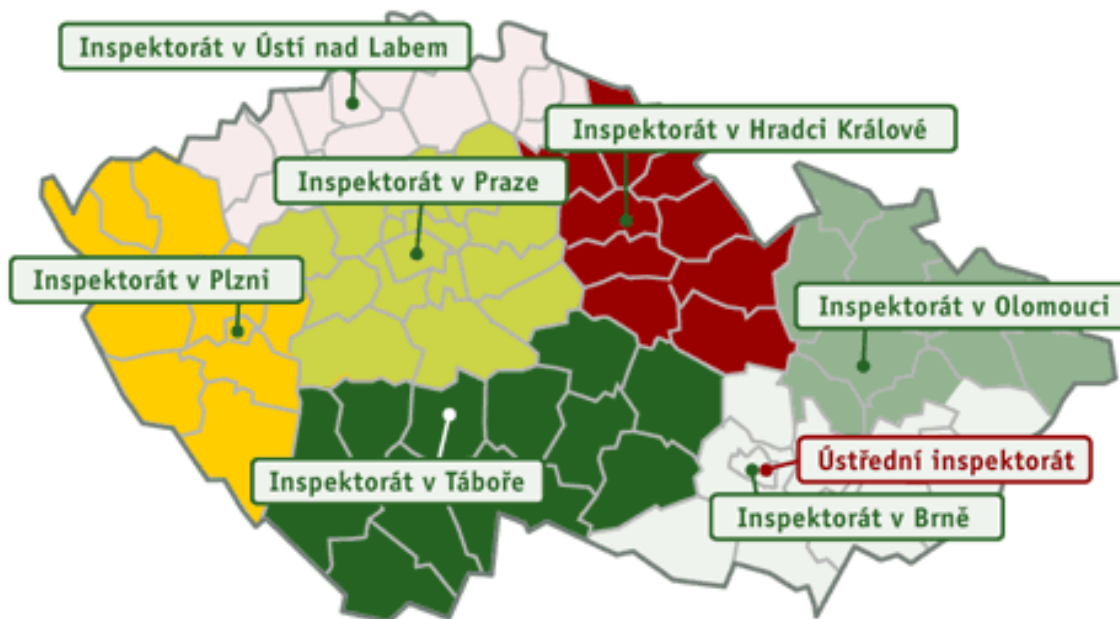 Inspektorát v Ústí nad Labem
Inspektorát v Hradci Králové
Inspektorát v Praze
Inspektorát v Plzni
Inspektorát v Olomouci
Ústřední inspektorát
Inspektorát v Táboře
Inspektorát v Brně